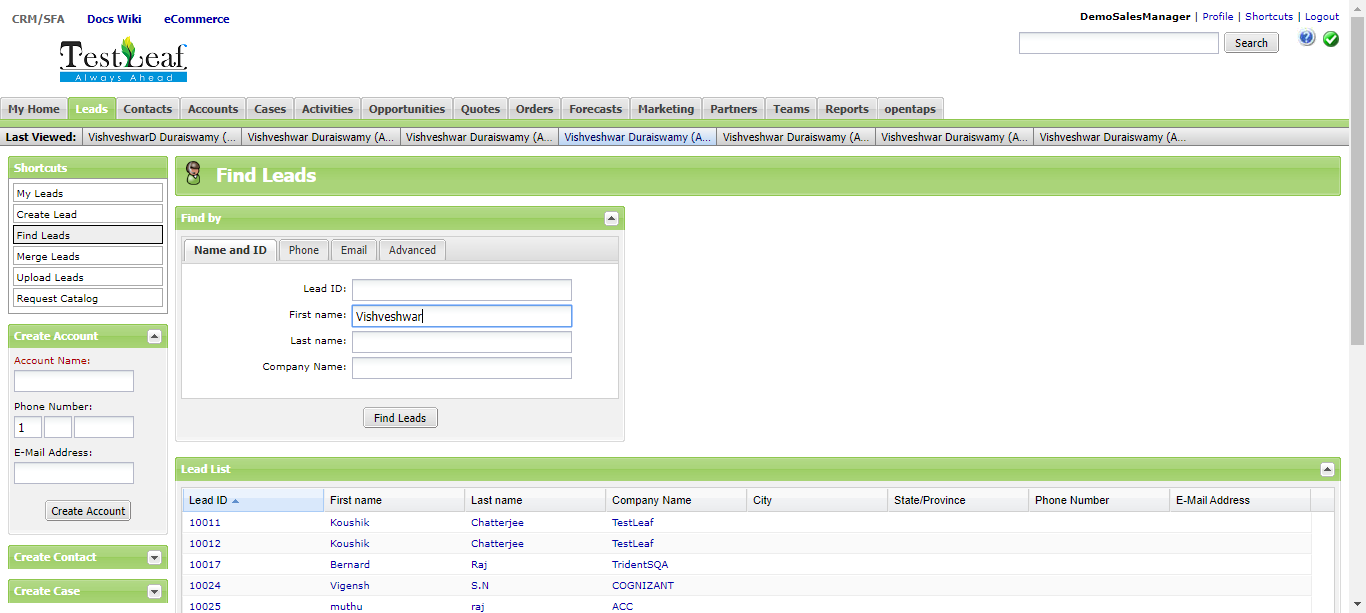 CRM/SFA Docs Wiki eCommerce
DemoSalesManager | Profile | Shortcuts | Logout
TestLeaf
Always Ahead
Search
My Home Leads Contacts Accounts Cases Activities Opportunities Quotes Orders Forecasts Marketing Partners Teams Reports opentaps
Last Viewed: VishveshwarD Duraiswamy (... Vishveshwar Duraiswamy (A... Vishveshwar Duraiswamy (A... Vishveshwar Duraiswamy (A... Vishveshwar Duraiswamy (A... Vishveshwar Duraiswamy (A... Vishveshwar Duraiswamy (A...
Shortcuts
My Leads
Create Lead
Find Leads
Merge Leads
Upload Leads
Request Catalog
Create Account
Account Name:
Phone Number:
1
E-Mail Address:
Create Account
Create Contact
Create Case
Find Leads
Find by
Name and ID Phone Email Advanced
Lead ID:
First name: Vishveshwar
Last name:
Company Name:
Find Leads
Lead List
Lead ID First name Last name Company Name City State/Province Phone Number E-Mail Address
10011 Koushik Chatterjee TestLeaf
10012 Koushik Chatterjee TestLeaf
10017 Bernard Raj TridentSQA
10024 Vigensh S.N COGNIZANT
10025 muthu raj ACC